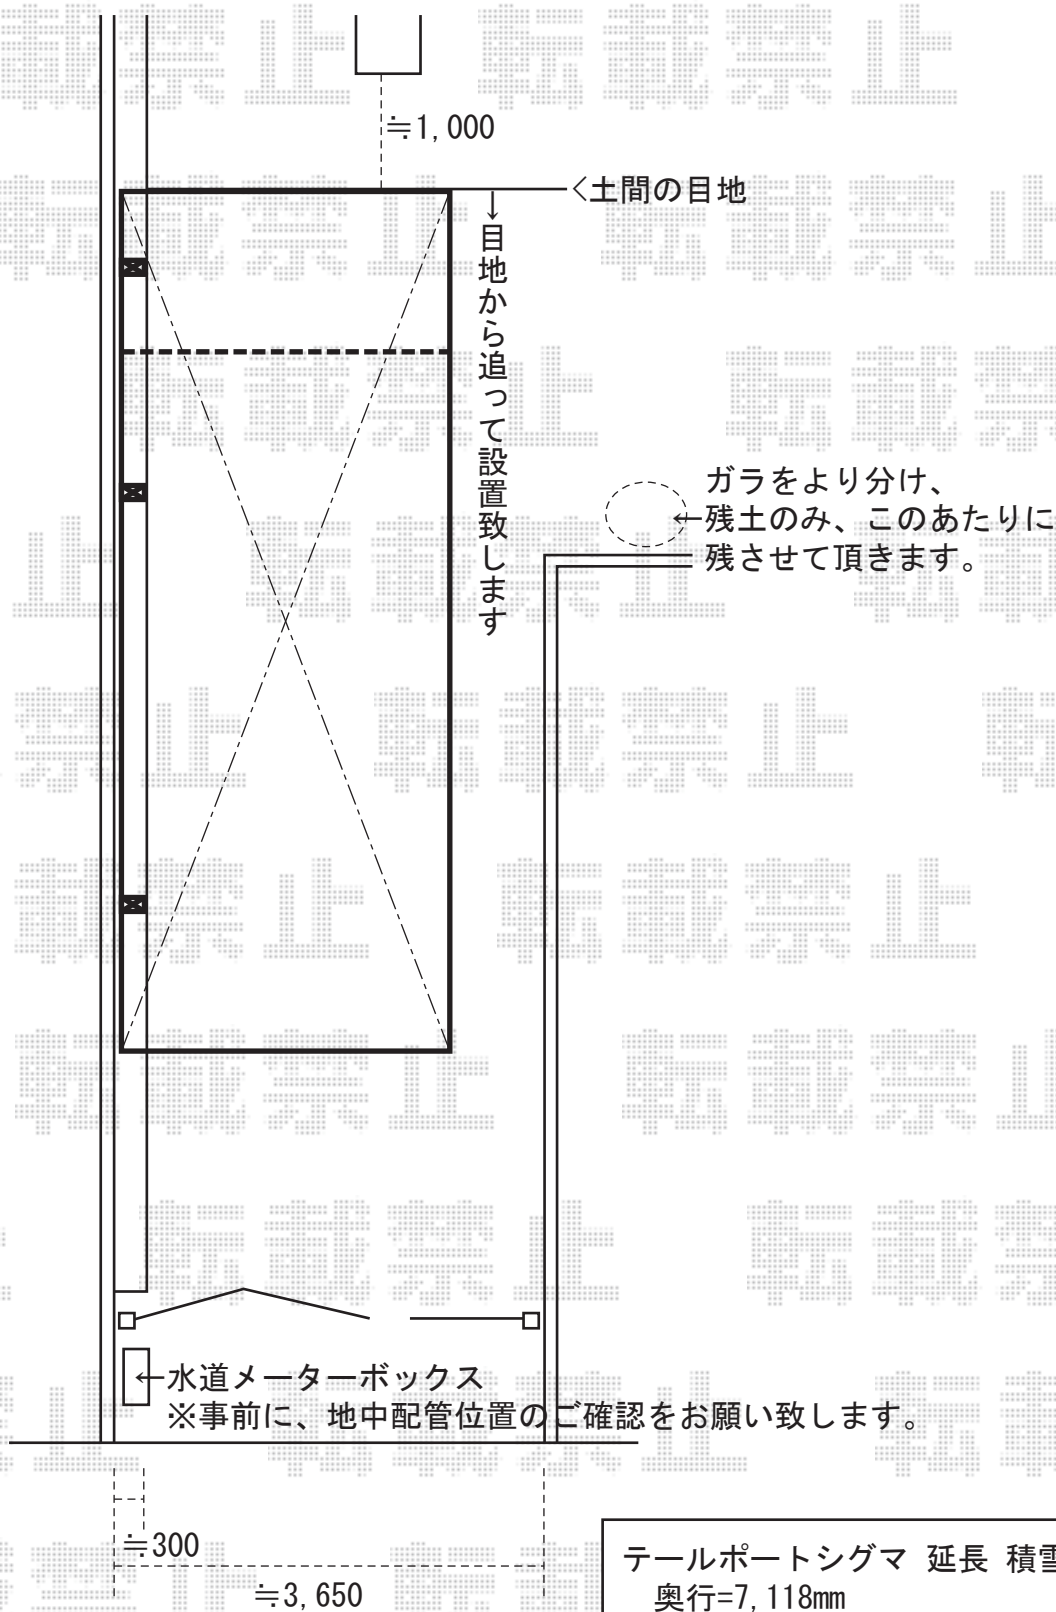 転載禁止
≒1,000
<土間の目地
→目地から追って設置致します
ガラをより分け、
←残土のみ、このあたりに
残させて頂きます。
←水道メーターボックス
※事前に、地中配管位置のご確認をお願い致します。
≒300
≒3,650
テールポートシグマ 延長 積雪
奥行=7,118mm